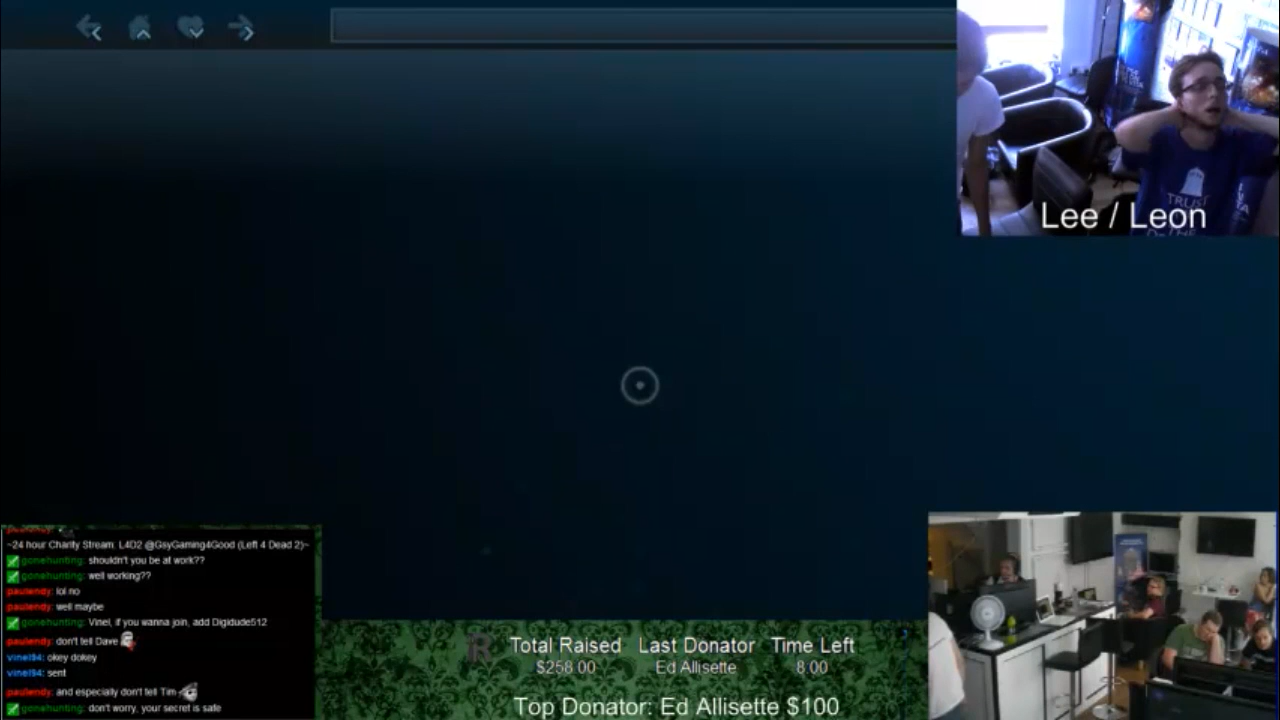 TRUST
Lee / Leon
paulendy:
~24 hour Charity Stream: L4D2 @GsyGaming4Good (Left 4 Dead 2)~
gonehunting: shouldn't you be at work??
gonehunting: well working??
paulendy: lol no
paulendy: well maybe
gonehunting: Vinel, if you wanna join, add Digidude512
paulendy: don't tell Dave
vinel94: okey dokey
vinel94: sent
paulendy: and especially don't tell Tim
gonehunting: don't worry, your secret is safe
Total Raised Last Donator Time Left
$258.00 Ed Allisette 8:00
Top Donator: Ed Allisette $100